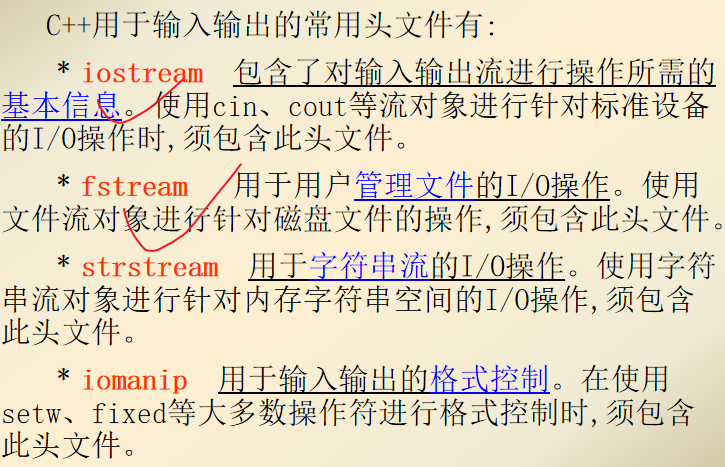 C++用于输入输出的常用头文件有:
* iostream 包含了对输入输出流进行操作所需的
基本信息。使用cin、cout等流对象进行针对标准设备
的I/O操作时,须包含此头文件。
* fstream 用于用户管理文件的I/O操作。使用
文件流对象进行针对磁盘文件的操作,须包含此头文件。
* strstream 用于字符串流的I/O操作。使用字符
串流对象进行针对内存字符串空间的I/O操作,须包含
此头文件。
* iomanip 用于输入输出的格式控制。在使用
setw、fixed等大多数操作符进行格式控制时,须包含
此头文件。